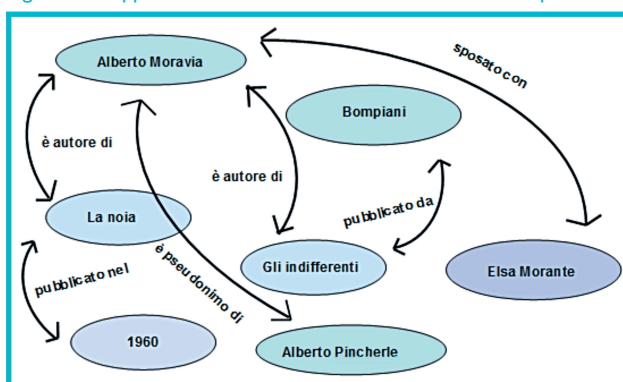 Alberto Moravia
sposato con
Bompiani
è autore di
è autore di
pubblicato da
La noia
è pseudonimo di
Gli indifferenti
Elsa Morante
pubblicato nel
1960
Alberto Pincherle